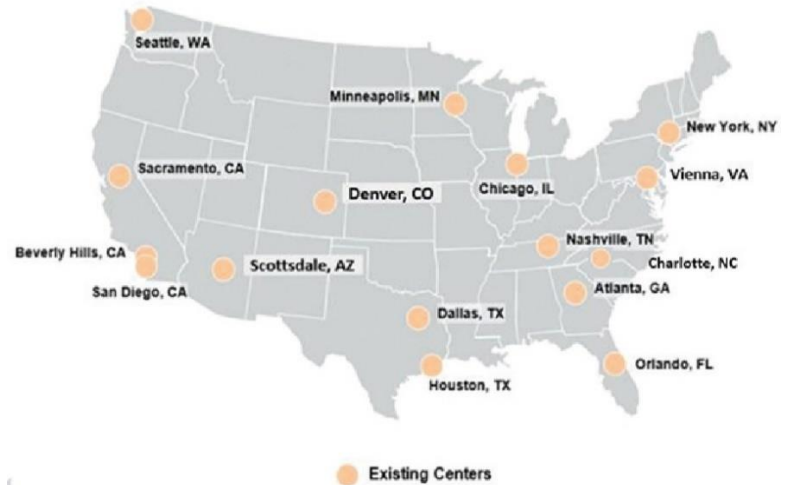 Seattle, WA
Minneapolis, MN
New York, NY
Sacramento, CA
Chicago, IL
Vienna, VA
Denver, CO
Nashville, TN
Beverly Hills, CA
Scottsdale, AZ
Charlotte, NC
San Diego, CA
Atlanta, GA
Dallas, TX
Orlando, FL
Houston, TX
Existing Centers